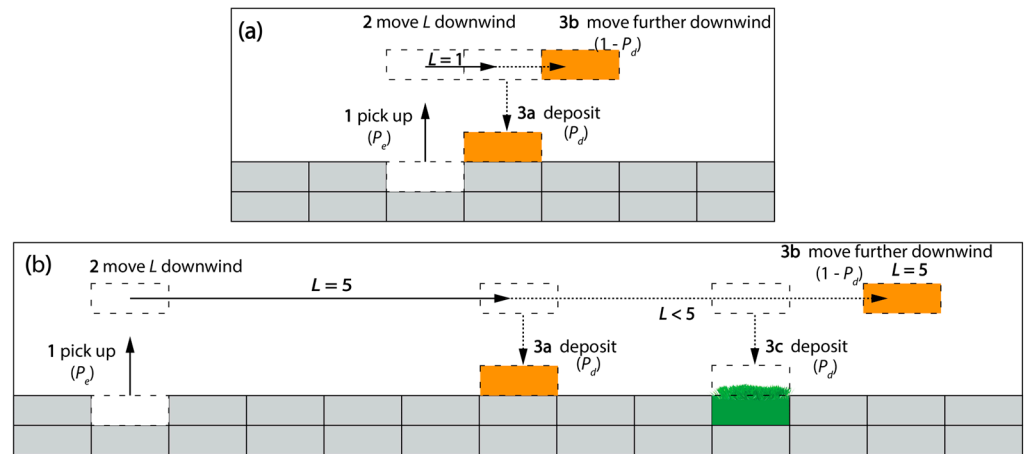 (a)
2 move L downwind
3b move further downwind
(1 - Pd)
L = 1
1 pick up
(Pe)
3a deposit
(Pd)
(b)
2 move L downwind
3b move further downwind
(1 - Pd) L = 5
L = 5
L < 5
1 pick up
(Pe)
3a deposit
(Pd)
3c deposit
(Pd)